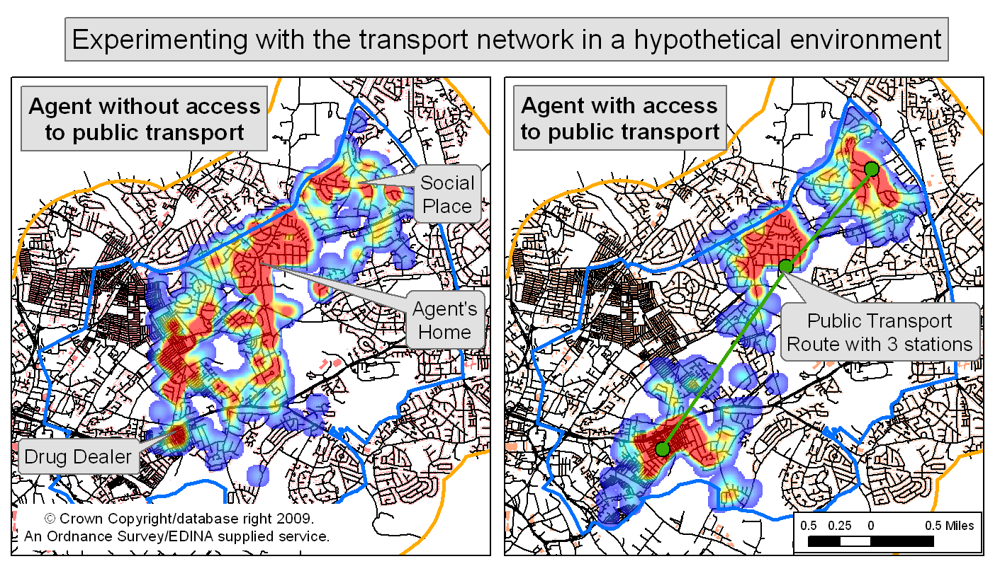 Experimenting with the transport network in a hypothetical environment
Agent without access
to public transport
Social
Place
Agent's
Home
Drug Dealer
© Crown Copyright/database right 2009.
An Ordnance Survey/EDINA supplied service.
Agent with access
to public transport
Public Transport
Route with 3 stations
0.5 0.25 0 0.5 Miles